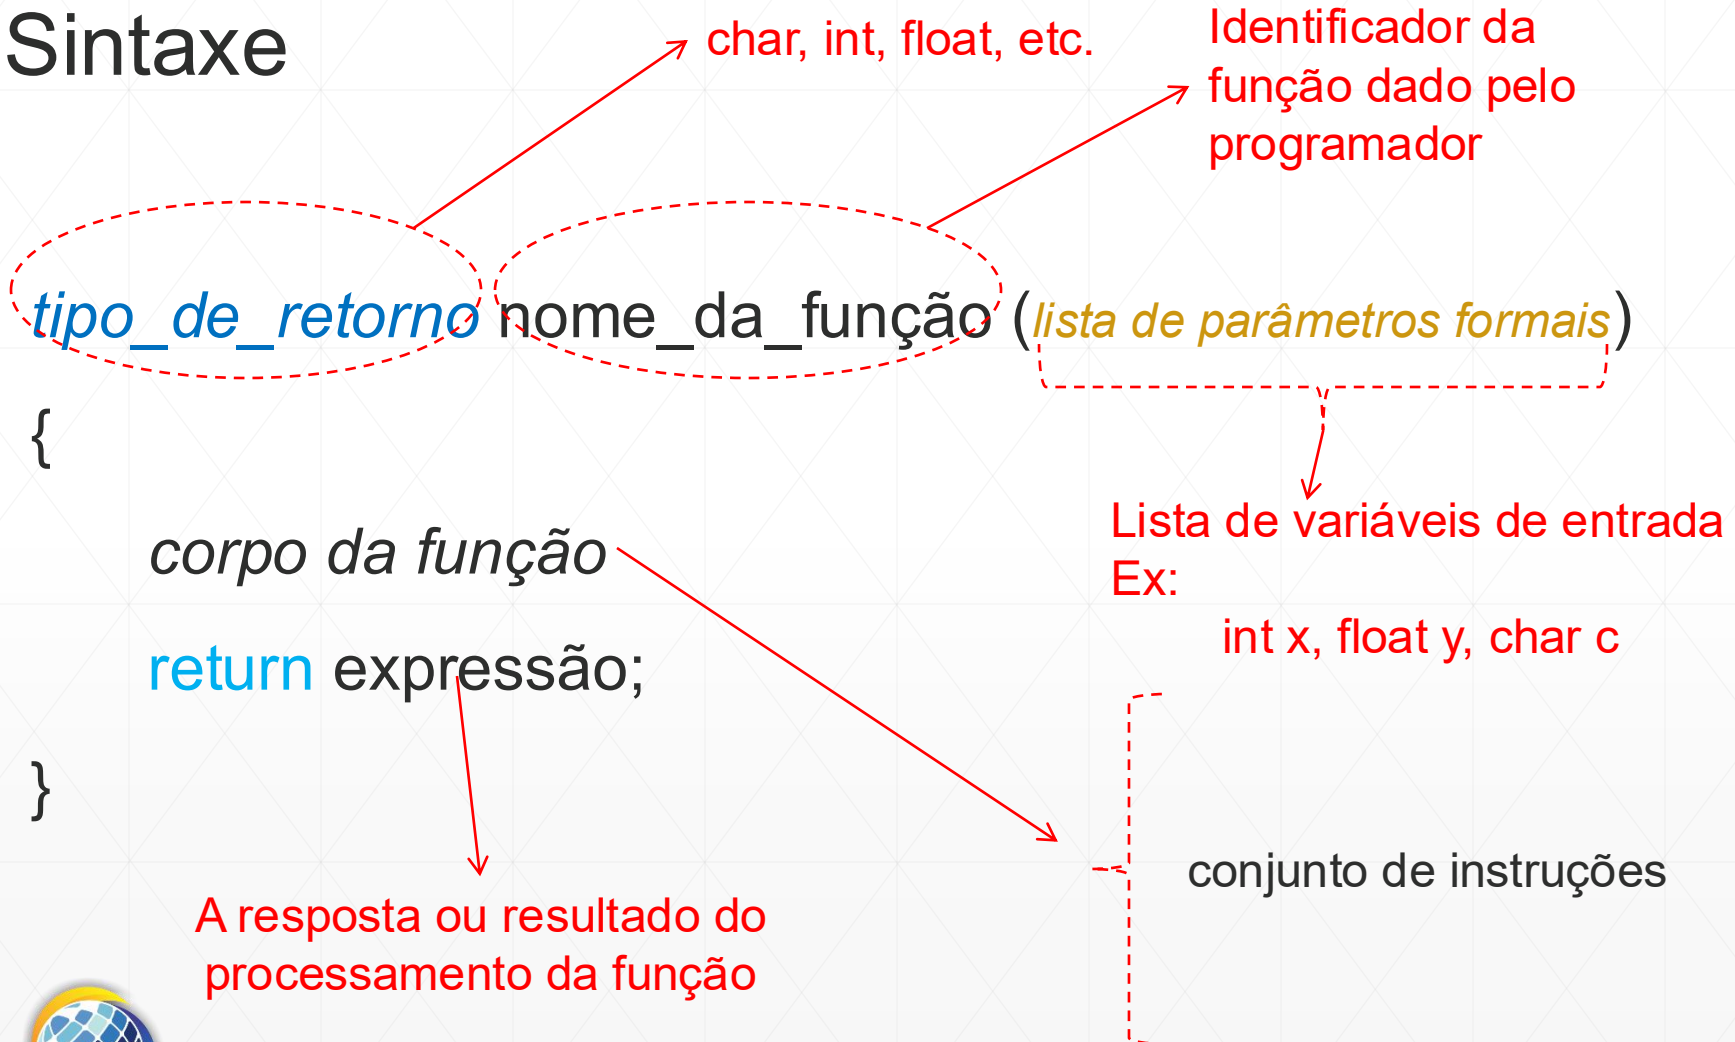 Sintaxe
char, int, float, etc.
Identificador da
função dado pelo
programador
tipo_de_retorno nome_da_função (lista de parâmetros formais)
{
corpo da função
return expressão;
}
Lista de variáveis de entrada
Ex:
int x, float y, char c
conjunto de instruções
A resposta ou resultado do
processamento da função